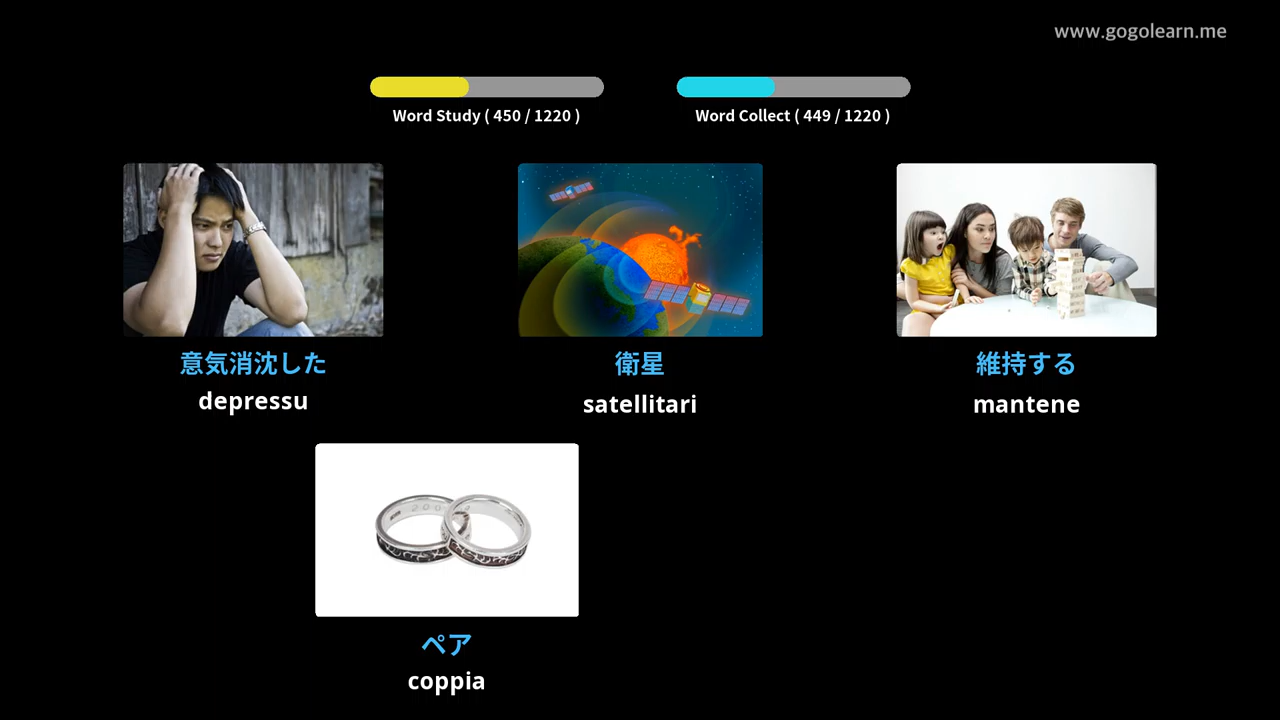 www.gogolearn.me
Word Study ( 450 / 1220 )
Word Collect ( 449 / 1220 )
意気消沈した
depressu
衛星
satellitari
維持する
mantene
ペア
coppia